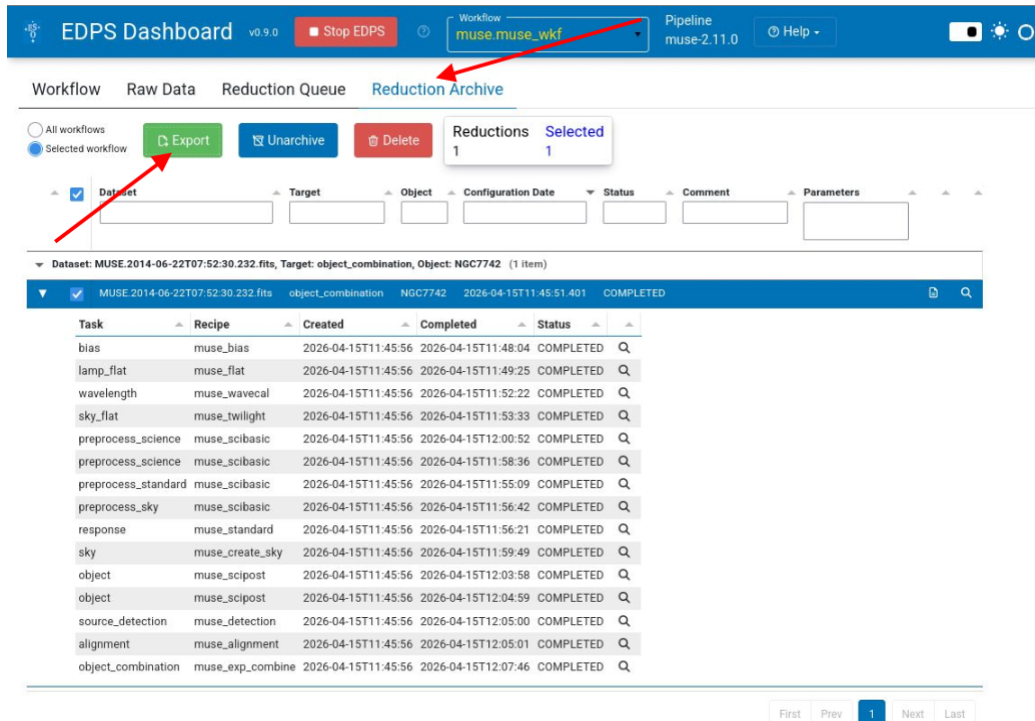 EDPS Dashboard v0.9.0 Stop EDPS Workflow muse.muse_wkf Pipeline muse-2.11.0 Help
Workflow Raw Data Reduction Queue Reduction Archive
All workflows
Selected workflow
Export Unarchive Delete
Reductions Selected
1 1
Dataset Target Object Configuration Date Status Comment Parameters
Dataset: MUSE.2014-06-22T07:52:30.232.fits, Target: object_combination, Object: NGC7742 (1 item)
MUSE.2014-06-22T07:52:30.232.fits object_combination NGC7742 2026-04-15T11:45:51.401 COMPLETED
Task Recipe Created Completed Status
bias muse_bias 2026-04-15T11:45:56 2026-04-15T11:48:04 COMPLETED
lamp_flat muse_flat 2026-04-15T11:45:56 2026-04-15T11:49:25 COMPLETED
wavelength muse_wavecal 2026-04-15T11:45:56 2026-04-15T11:52:22 COMPLETED
sky_flat muse_twilight 2026-04-15T11:45:56 2026-04-15T11:53:33 COMPLETED
preprocess_science muse_scibasic 2026-04-15T11:45:56 2026-04-15T12:00:52 COMPLETED
preprocess_science muse_scibasic 2026-04-15T11:45:56 2026-04-15T11:58:36 COMPLETED
preprocess_standard muse_scibasic 2026-04-15T11:45:56 2026-04-15T11:55:09 COMPLETED
preprocess_sky muse_scibasic 2026-04-15T11:45:56 2026-04-15T11:56:42 COMPLETED
response muse_standard 2026-04-15T11:45:56 2026-04-15T11:56:21 COMPLETED
sky muse_create_sky 2026-04-15T11:45:56 2026-04-15T11:59:49 COMPLETED
object muse_scipost 2026-04-15T11:45:56 2026-04-15T12:03:58 COMPLETED
object muse_scipost 2026-04-15T11:45:56 2026-04-15T12:04:59 COMPLETED
source_detection muse_detection 2026-04-15T11:45:56 2026-04-15T12:05:00 COMPLETED
alignment muse_alignment 2026-04-15T11:45:56 2026-04-15T12:05:01 COMPLETED
object_combination muse_exp_combine 2026-04-15T11:45:56 2026-04-15T12:07:46 COMPLETED
First Prev 1 Next Last